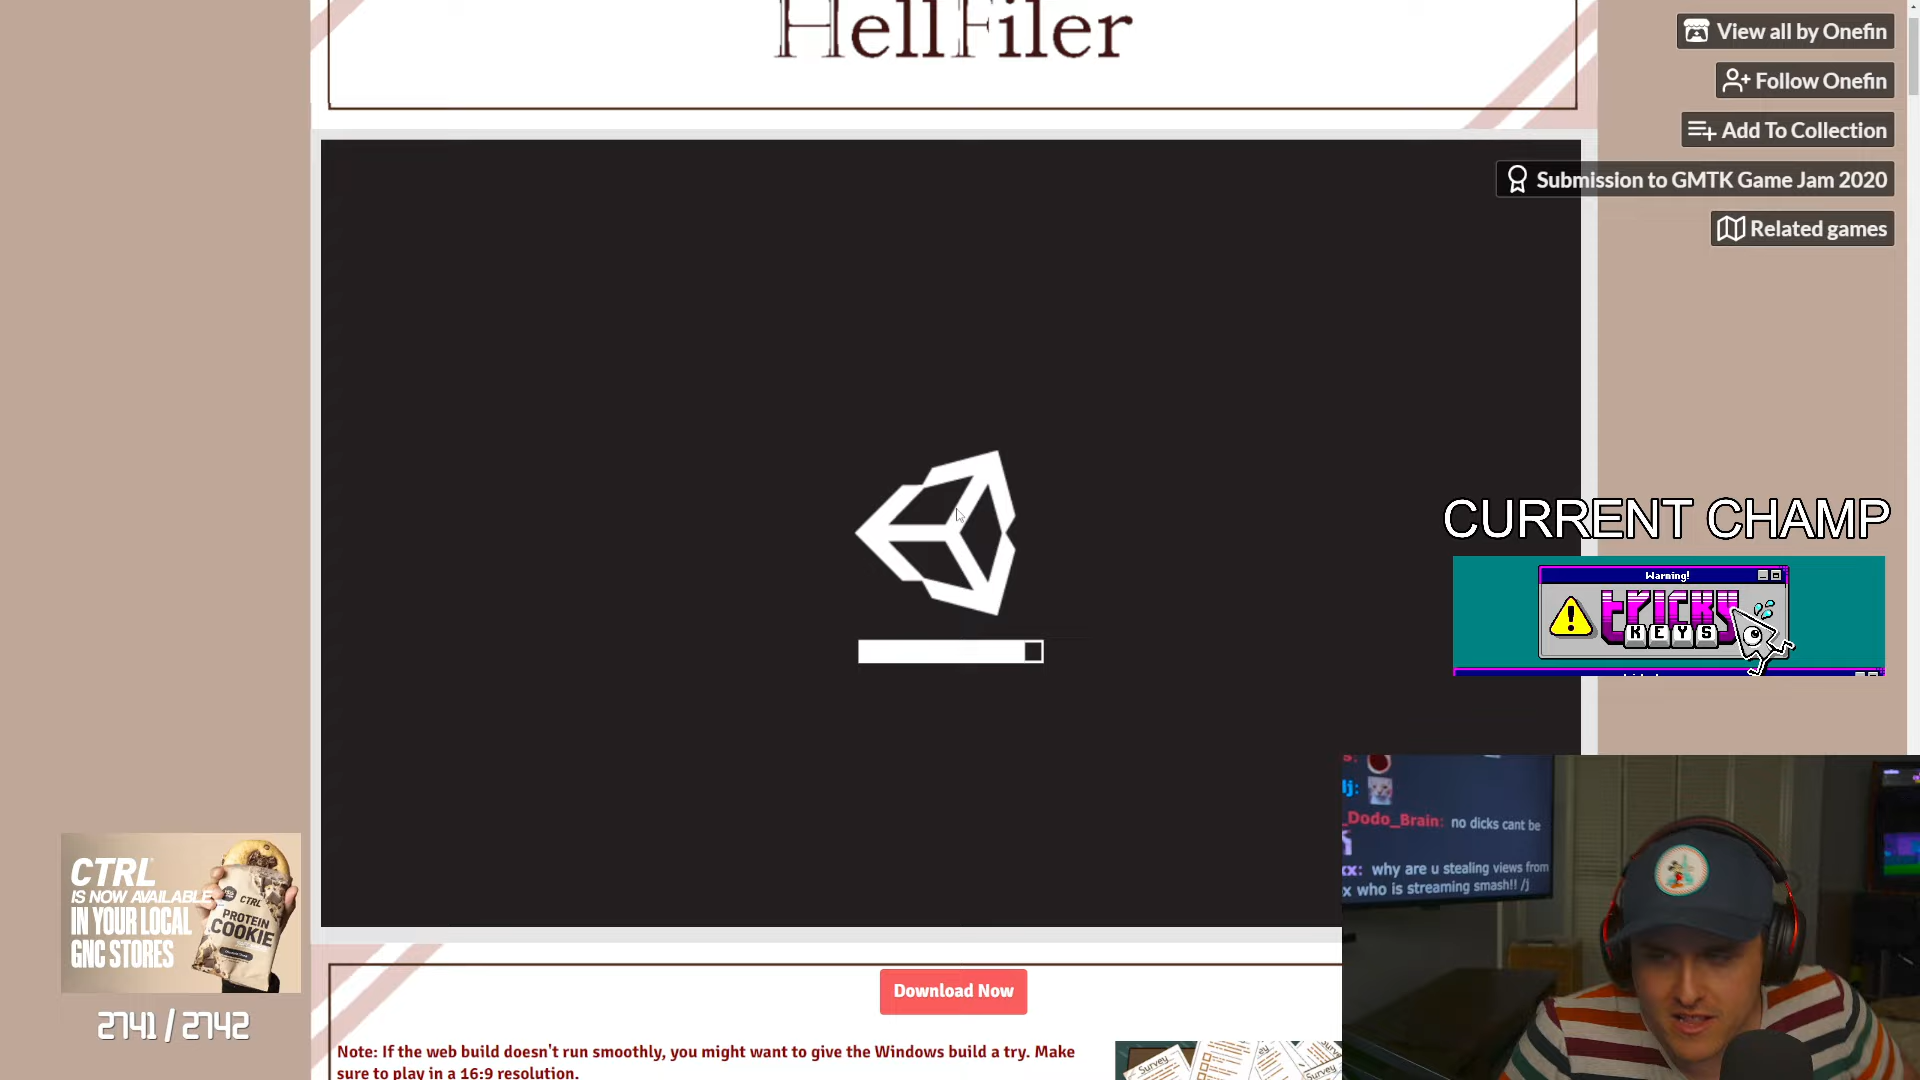 HellFiler
View all by Onefin
Follow Onefin
Add To Collection
Submission to GMTK Game Jam 2020
Related games
CURRENT CHAMP
Warning!
tricky
KEYS
_Dodo_Brain: no dicks cant be
why are u stealing views from
x who is streaming smash!! /j
CTRL
IS NOW AVAILABLE
IN YOUR LOCAL
GNC STORES
CTRL
PROTEIN
COOKIE
2741 / 2742
Download Now
Note: If the web build doesn't run smoothly, you might want to give the Windows build a try. Make
sure to play in a 16:9 resolution.
Survey
Survey